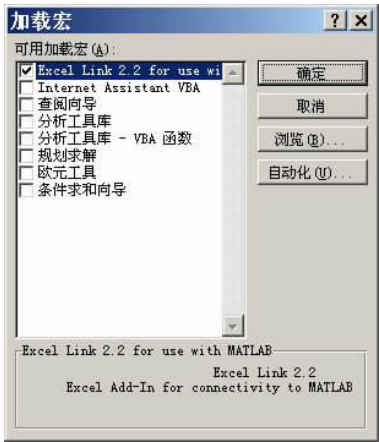 加载宏
可用加载宏(A):
Excel Link 2.2 for use wi
Internet Assistant VBA
查阅向导
分析工具库
分析工具库 - VBA 函数
规划求解
欧元工具
条件求和向导
确定
取消
浏览(B)...
自动化(U)...
Excel Link 2.2 for use with MATLAB
Excel Link 2.2
Excel Add-In for connectivity to MATLAB